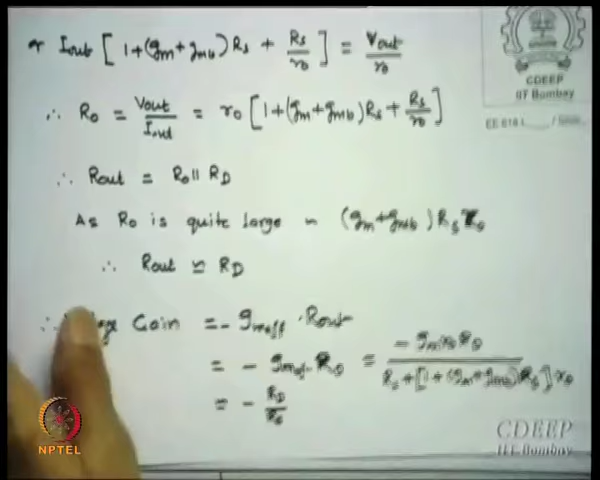 or Iout [ 1+(gm+gmb) Rs + Rs/ro ] = Vout/ro
∴ Ro = Vout/Iout = ro [ 1+(gm+gmb)Rs + Rs/ro ]
∴ Rout = Ro || RD
As Ro is quite large ~ (gm+gmb) Rs ro
∴ Rout ≃ RD
∴ Gain = - gmeff · Rout
= - gmeff RD = - gm ro RD / Rs + [1+(gm+gmb)Rs] ro
≃ - RD/Rs
CDEEP
IIT Bombay
EE 618 L
NPTEL
CDEEP
IIT Bombay